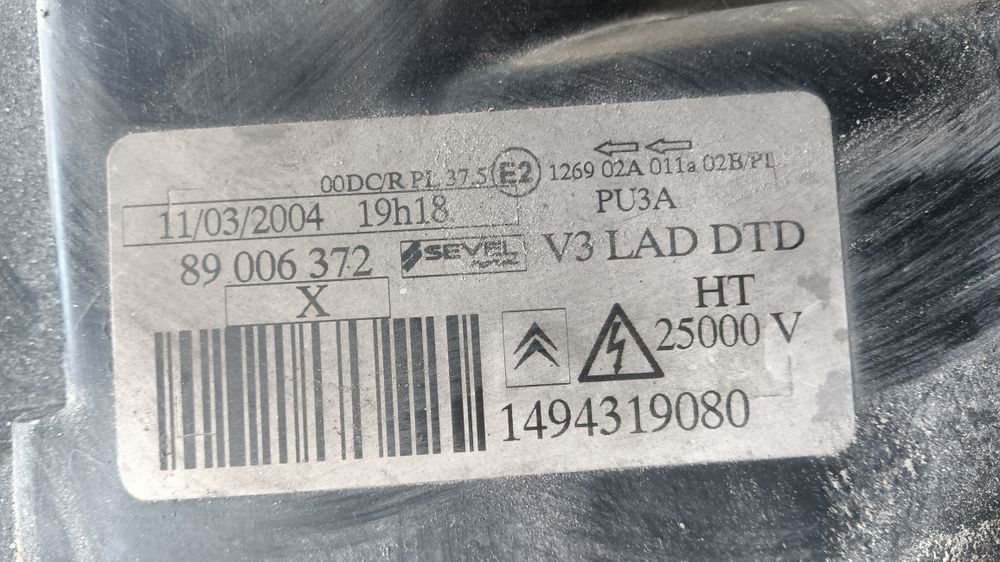 00DC/R PL 37.5 E2 1269 02A 011a 02B/PL
PU3A
11/03/2004 19h18
89 006 372 SEVEL V3 LAD DTD
X
HT
25000 V
1494319080